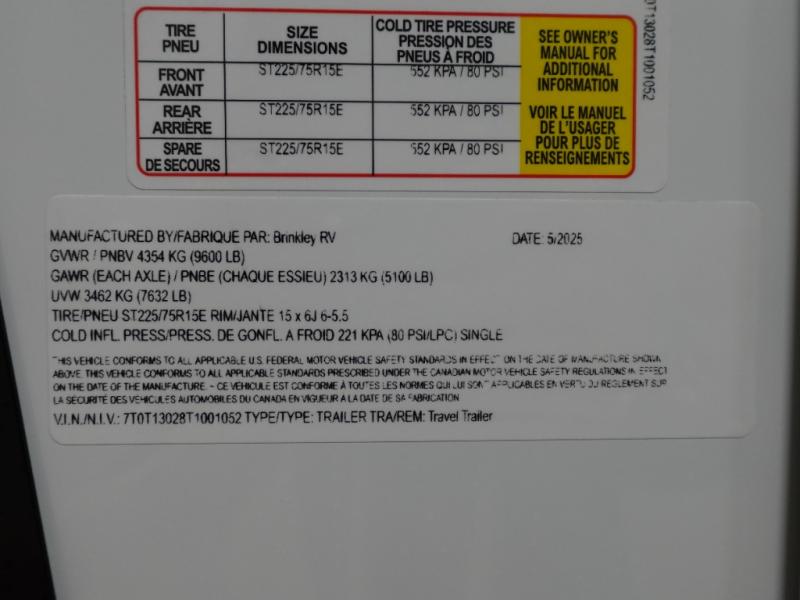 TIRE
PNEU
SIZE
DIMENSIONS
COLD TIRE PRESSURE
PRESSION DES
PNEUS À FROID
SEE OWNER'S
MANUAL FOR
ADDITIONAL
INFORMATION
VOIR LE MANUEL
DE L'USAGER
POUR PLUS DE
RENSEIGNEMENTS
FRONT
AVANT
ST225/75R15E
552 KPA / 80 PSI
REAR
ARRIÈRE
ST225/75R15E
552 KPA / 80 PSI
SPARE
DE SECOURS
ST225/75R15E
552 KPA / 80 PSI
0T13028T1001052
MANUFACTURED BY/FABRIQUE PAR: Brinkley RV DATE: 5/2025
GVWR / PNBV 4354 KG (9600 LB)
GAWR (EACH AXLE) / PNBE (CHAQUE ESSIEU) 2313 KG (5100 LB)
UVW 3462 KG (7632 LB)
TIRE/PNEU ST225/75R15E RIM/JANTE 15 x 6J 6-5.5
COLD INFL. PRESS/PRESS. DE GONFL. A FROID 221 KPA (80 PSI/LPC) SINGLE
THIS VEHICLE CONFORMS TO ALL APPLICABLE U.S. FEDERAL MOTOR VEHICLE SAFETY STANDARDS IN EFFECT ON THE DATE OF MANUFACTURE SHOWN
ABOVE. THIS VEHICLE CONFORMS TO ALL APPLICABLE STANDARDS PRESCRIBED UNDER THE CANADIAN MOTOR VEHICLE SAFETY REGULATIONS IN EFFECT
ON THE DATE OF THE MANUFACTURE. - CE VEHICULE EST CONFORME À TOUTES LES NORMES QUI LUI SONT APPLICABLES EN VERTU DU REGLEMENT SUR
LA SÉCURITÉ DES VEHICULES AUTOMOBILES DU CANADA EN VIGUEUR A LA DATE DE SA FABRICATION
V.I.N./N.I.V.: 7T0T13028T1001052 TYPE/TYPE: TRAILER TRA/REM: Travel Trailer